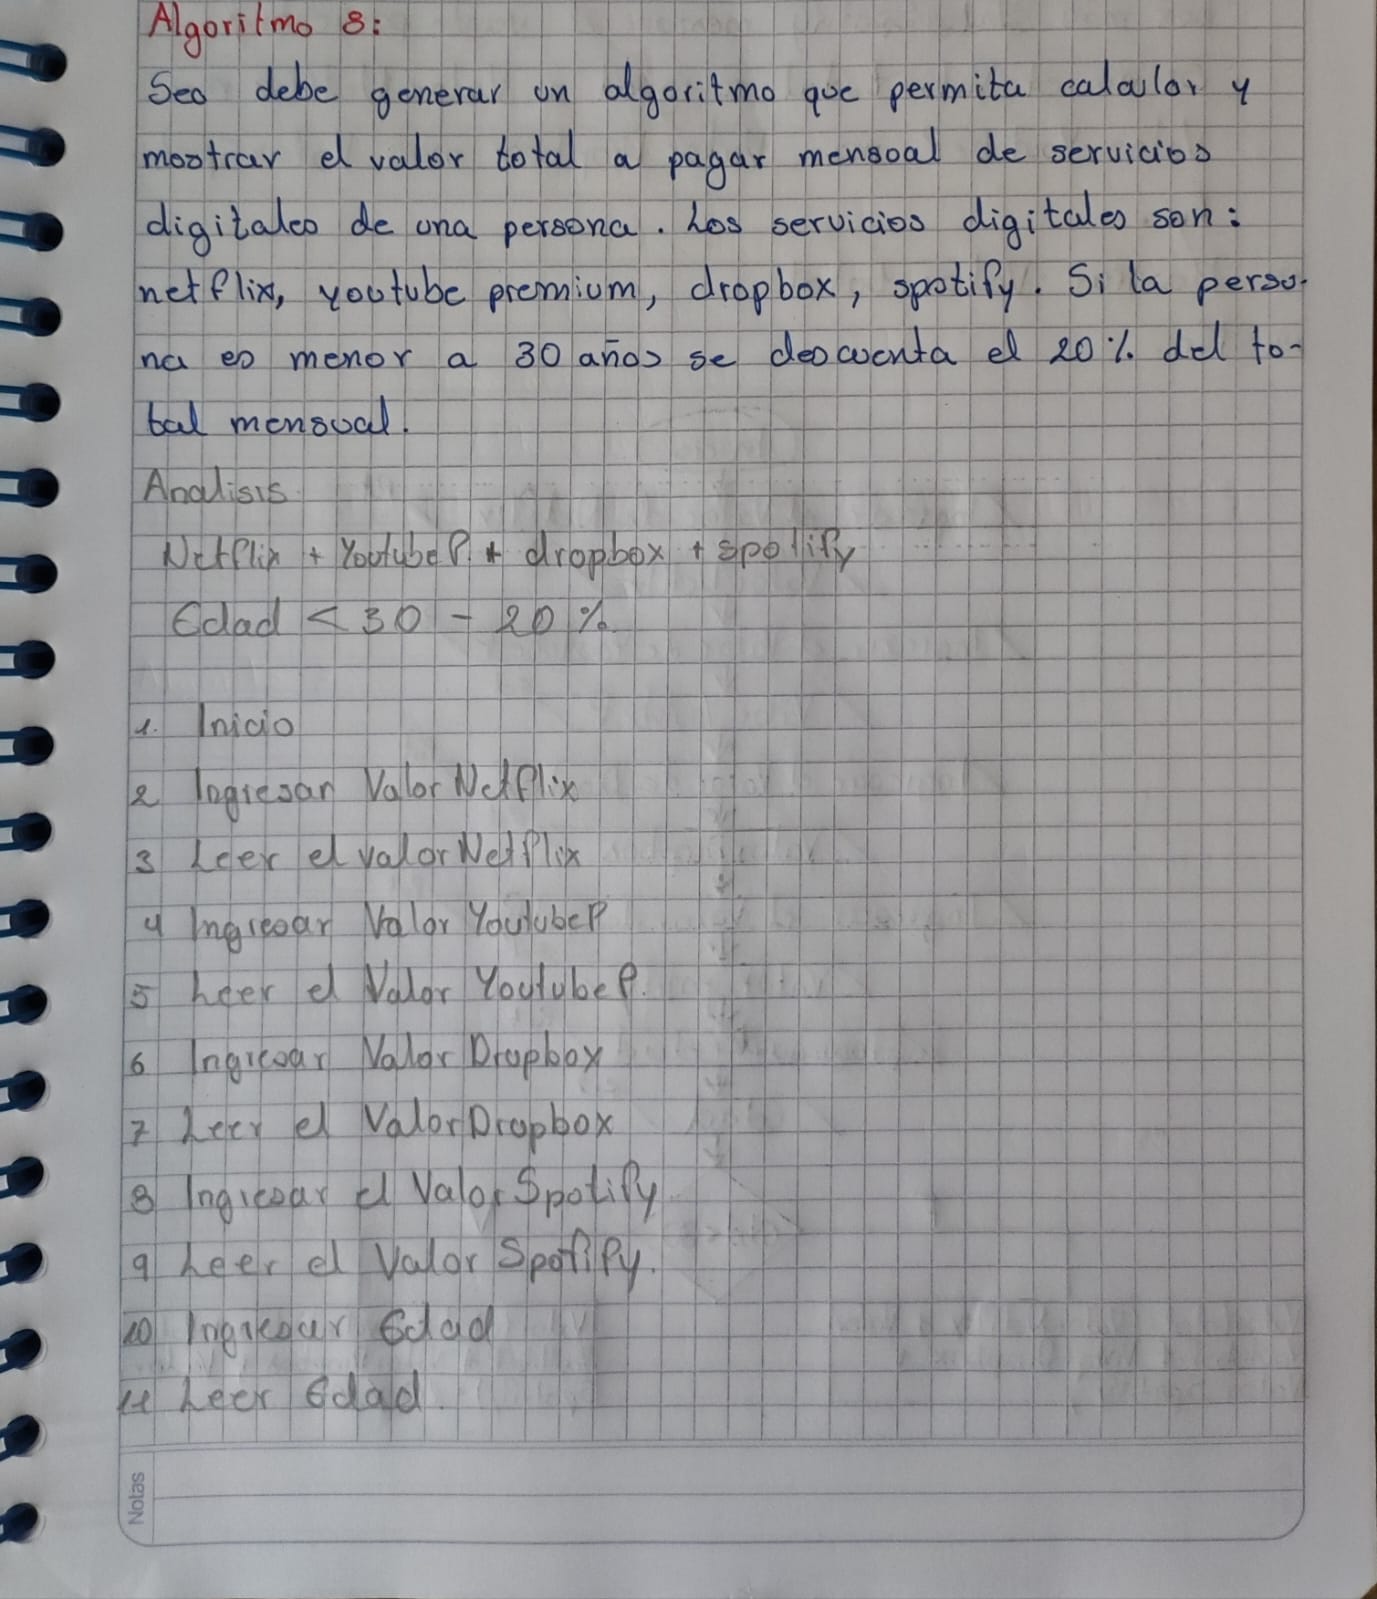 Algoritmo 8:
Seo debe generar un algoritmo que permita calcular y
mostrar el valor total a pagar mensual de servicios
digitales de una persona. Los servicios digitales son:
netflix, youtube premium, dropbox, spotify. Si la perso-
na es menor a 30 años se descuenta el 20% del to-
tal mensual.
Analisis
Netflix + YoutubeP. + dropbox + spotify
Edad < 30 - 20%
1. Inicio
2 Ingresar Valor Netflix
3 Leer el valor Netflix
4 Ingresar Valor YoutubeP
5 Leer el Valor YoutubeP.
6 Ingresar Valor Dropbox
7 Leer el Valor Dropbox
8 Ingresar el Valor Spotify
9 Leer el Valor Spotify.
10 Ingresar Edad
11 Leer Edad.
Notas